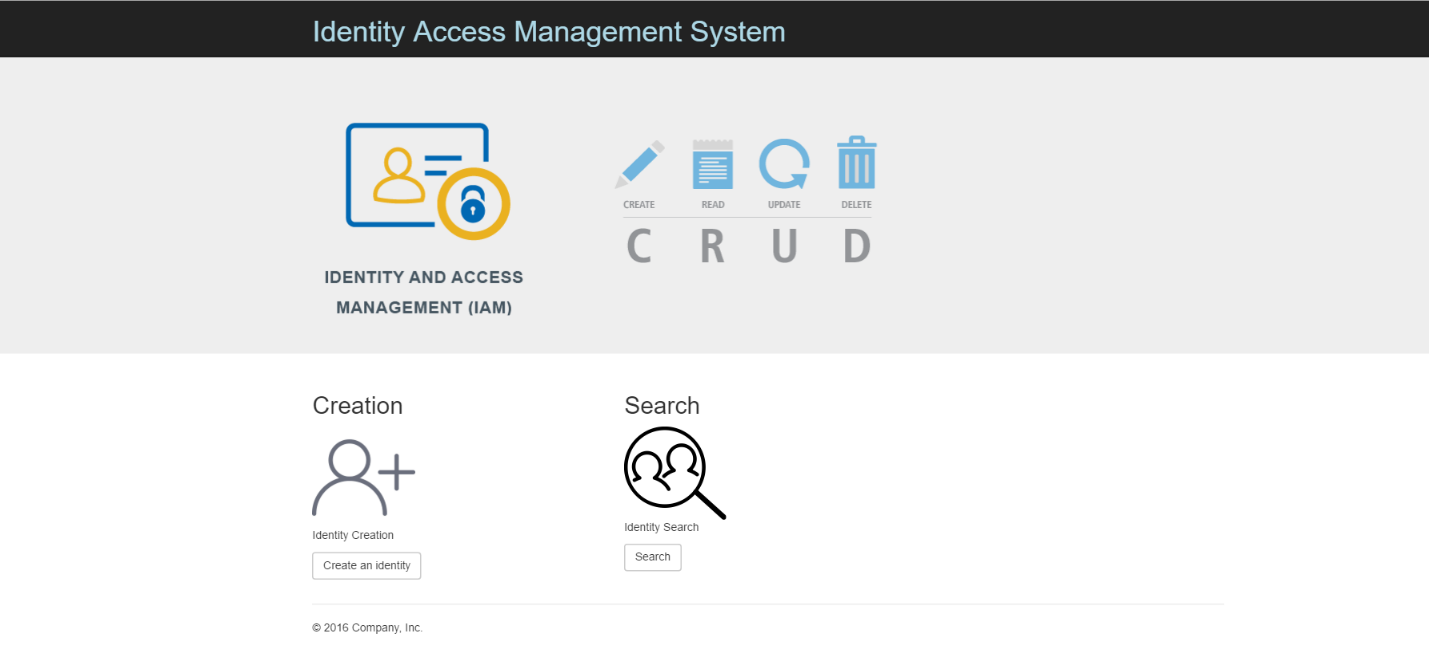 Identity Access Management System
IDENTITY AND ACCESS
MANAGEMENT (IAM)
CREATE READ UPDATE DELETE
C R U D
Creation
Identity Creation
Create an identity
Search
Identity Search
Search
© 2016 Company, Inc.